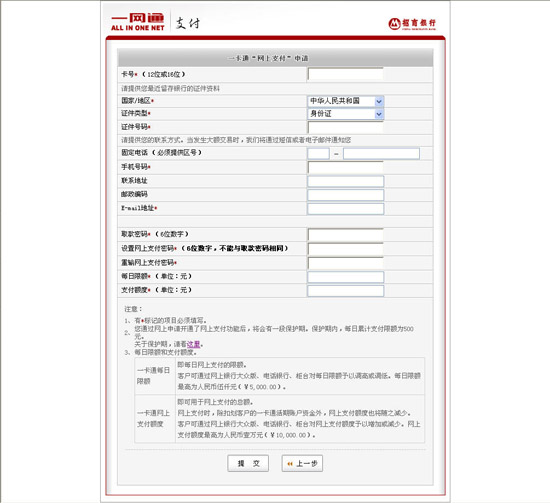 一网通
ALL IN ONE NET
支付
招商银行
CHINA MERCHANTS BANK
一卡通“网上支付”申请
卡号*（12位或16位）
请提供您最近留存银行的证件资料
国家/地区* 中华人民共和国
证件类型* 身份证
证件号码*
请提供您的联系方式。当发生大额交易时，我们将通过短信或者电子邮件通知您
固定电话（必须提供区号） –
手机号码*
联系地址
邮政编码
E-mail地址*
取款密码*（6位数字）
设置网上支付密码*（6位数字，不能与取款密码相同）
重输网上支付密码*
每日限额*（单位：元）
支付额度*（单位：元）
注意：
1、有*标记的项目必须填写。
2、您通过网上申请开通了网上支付功能后，将会有一段保护期。保护期内，每日累计支付限额为500
元。
关于保护期，请看这里。
3、每日限额和支付额度。
一卡通每日
限额
即每日网上支付的限额。
客户可通过网上银行大众版、电话银行、柜台对每日限额予以调高或调低。每日限额
最高为人民币伍仟元（￥5,000.00）。
一卡通网上
支付额度
即可用于网上支付的总额。
网上支付时，除扣划客户的一卡通活期账户资金外，网上支付额度也将随之减少。
客户可通过网上银行大众版、电话银行、柜台对网上支付额度予以增加或减少。网上
支付额度最高为人民币壹万元（￥10,000.00）。
提 交
上一步